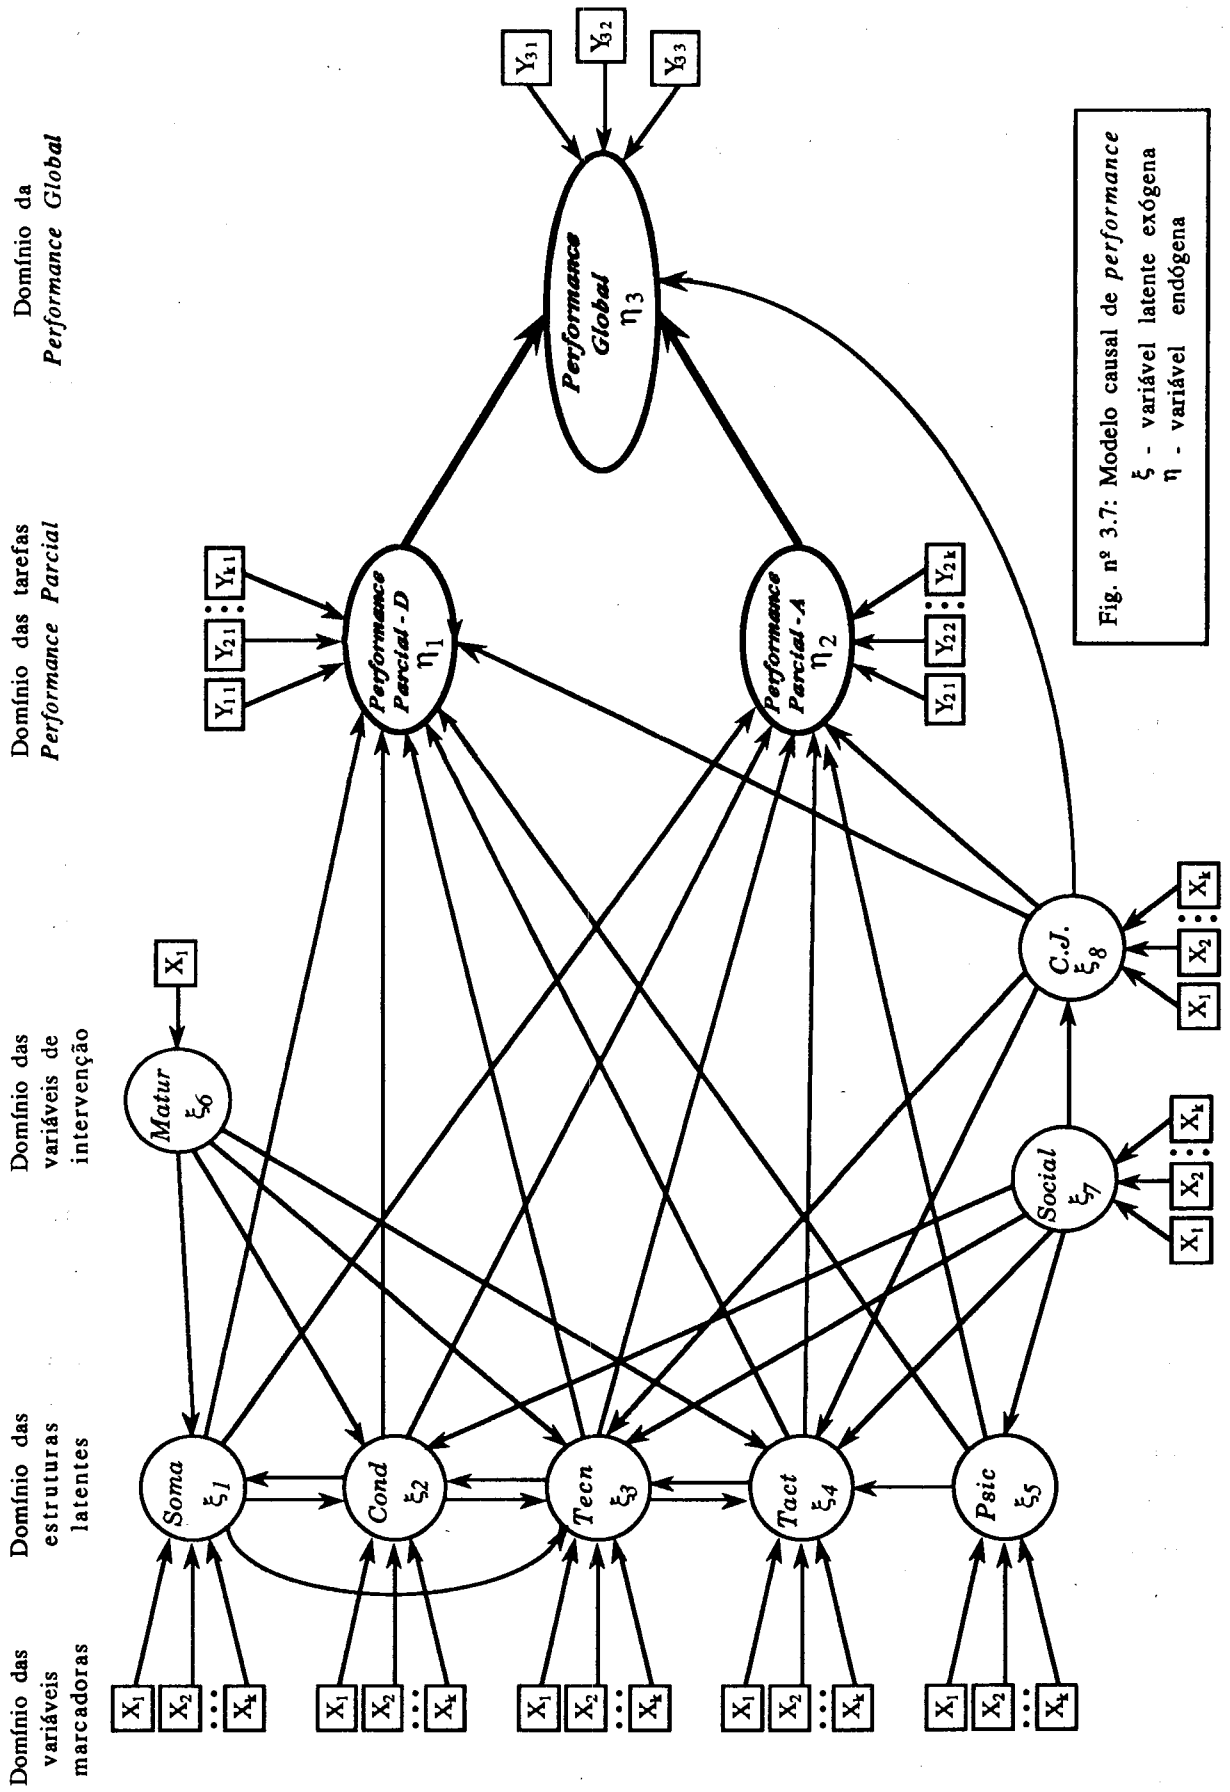 Domínio das
variáveis
marcadoras
Domínio das
estruturas
latentes
Domínio das
variáveis de
intervenção
Domínio das tarefas
Performance Parcial
Domínio da
Performance Global
X1
X2
Xk
X1
X2
Xk
X1
X2
Xk
X1
X2
Xk
X1
X2
Xk
Soma
ξ1
Cond
ξ2
Tecn
ξ3
Tact
ξ4
Psic
ξ5
X1
Matur
ξ6
Social
ξ7
X1
X2
Xk
C.J.
ξ8
X1
X2
Xk
Y11
Y21
Yk1
Performance
Parcial - D
η1
Performance
Parcial - A
η2
Y21
Y22
Y2k
Performance
Global
η3
Y31
Y32
Y33
Fig. nº 3.7: Modelo causal de performance
ξ - variável latente exógena
η - variável endógena